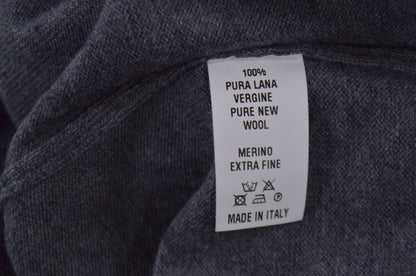 100%
PURA LANA
VERGINE
PURE NEW
WOOL
MERINO
EXTRA FINE
MADE IN ITALY